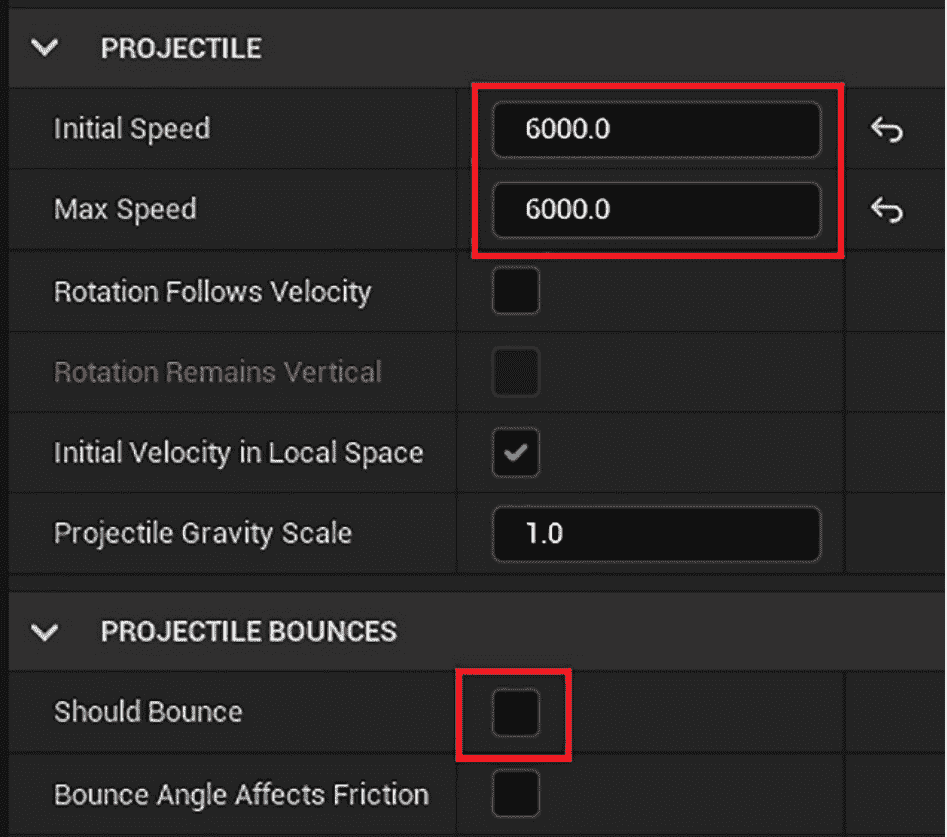 PROJECTILE
Initial Speed 6000.0
Max Speed 6000.0
Rotation Follows Velocity
Rotation Remains Vertical
Initial Velocity in Local Space
Projectile Gravity Scale 1.0
PROJECTILE BOUNCES
Should Bounce
Bounce Angle Affects Friction